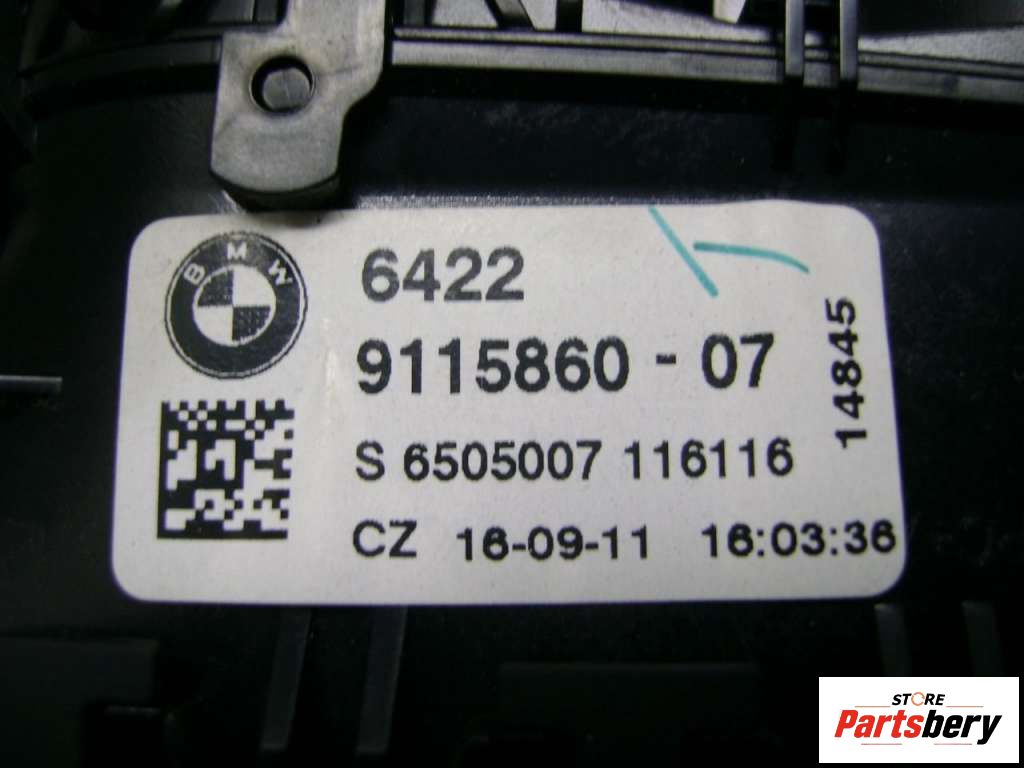 BMW
6422
9115860 - 07
14845
S 6505007 116116
CZ 16-09-11 16:03:36
STORE
Partsbery